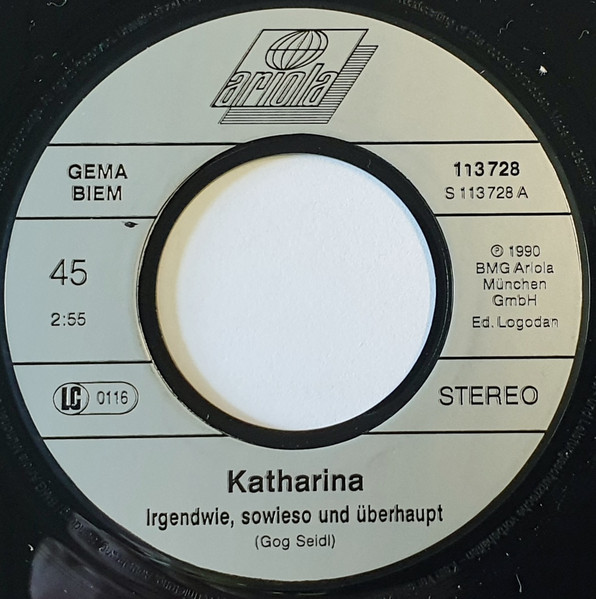 ariola
GEMA
BIEM
113728
S 113728 A
45
2:55
℗ 1990
BMG Ariola
München
GmbH
Ed. Logodan
LC 0116
STEREO
Katharina
Irgendwie, sowieso und überhaupt
(Gog Seidl)